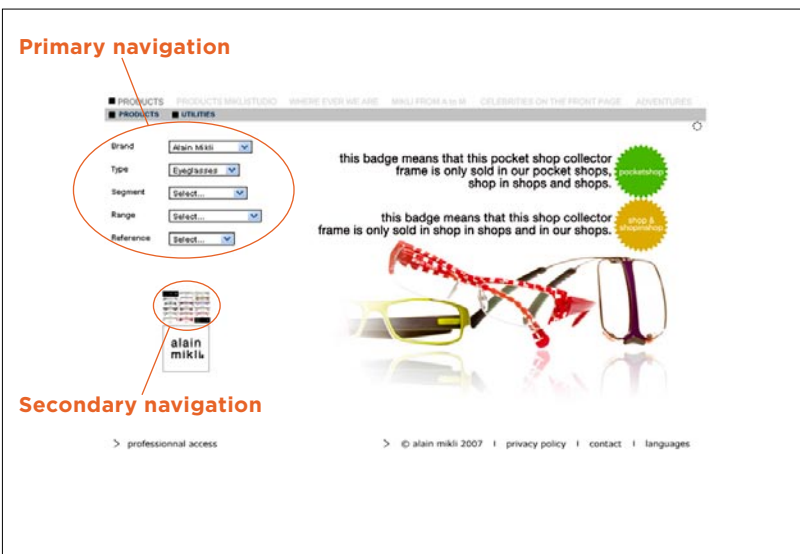 Primary navigation
PRODUCTS PRODUCTS MIKLISTUDIO WHERE EVER WE ARE MIKLI FROM A to M CELEBRITIES ON THE FRONT PAGE ADVENTURES
PRODUCTS UTILITIES
Brand Alain Mikli
Type Eyeglasses
Segment Select...
Range Select...
Reference Select...
this badge means that this pocket shop collector
frame is only sold in our pocket shops,
shop in shops and shops.
pocketshop
this badge means that this shop collector
frame is only sold in shop in shops and in our shops.
shop &
shopinshop
alain
mikli
Secondary navigation
> professionnal access
> © alain mikli 2007 I privacy policy I contact I languages